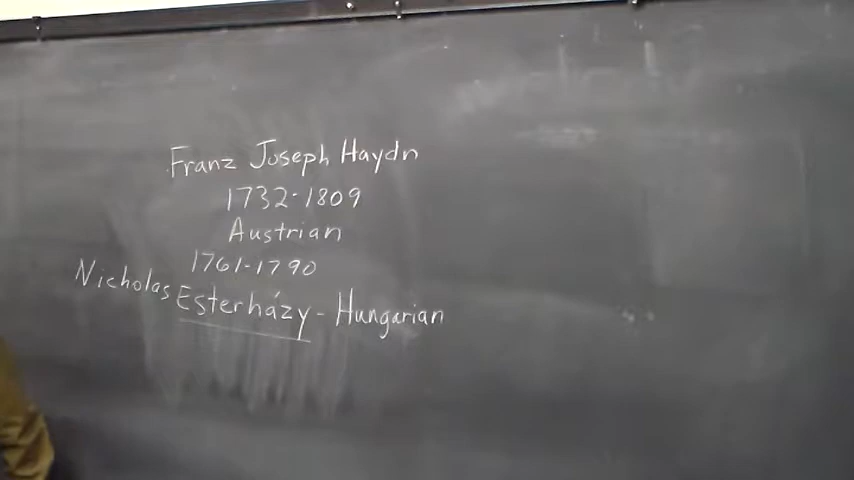 Franz Joseph Haydn
1732-1809
Austrian
1761-1790
Nicholas Esterházy - Hungarian